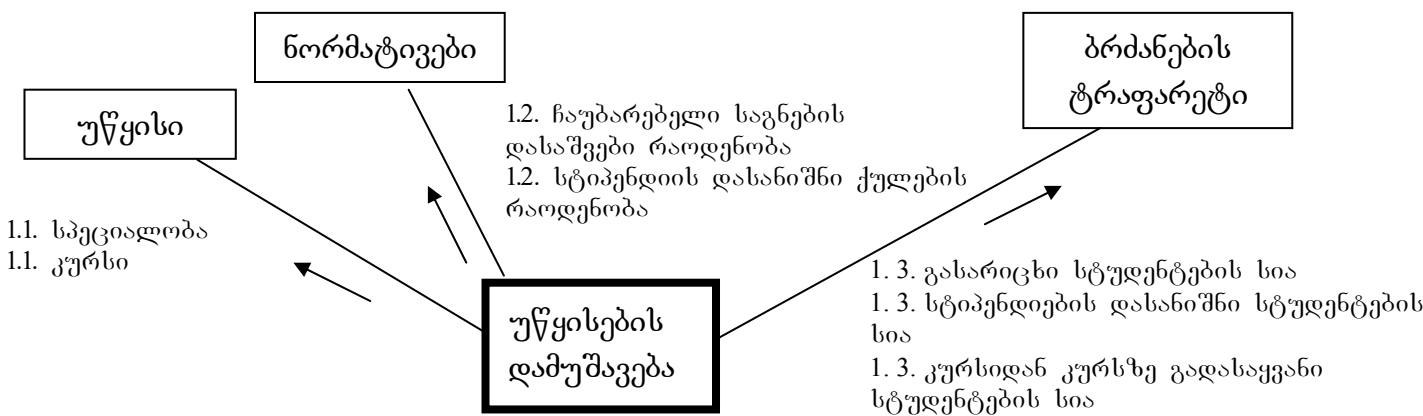 ნორმატივები
ბრძანების
ტრაფარეტი
უწყისი
1.2. ჩაუბარებელი საგნების
დასაშვები რაოდენობა
1.2. სტიპენდიის დასანიშნი ქულების
რაოდენობა
1.1. სპეციალობა
1.1. კურსი
უწყისების
დამუშავება
1. 3. გასარიცხი სტუდენტების სია
1. 3. სტიპენდიების დასანიშნი სტუდენტების
სია
1. 3. კურსიდან კურსზე გადასაყვანი
სტუდენტების სია